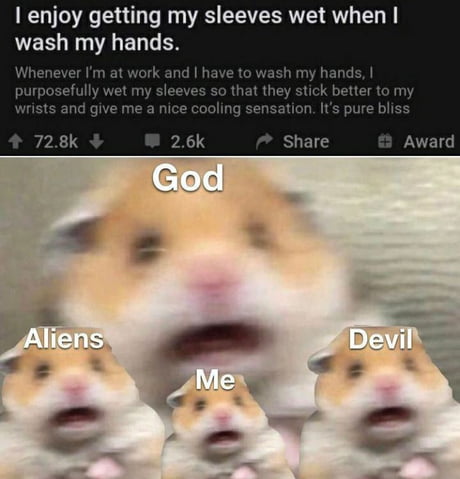 I enjoy getting my sleeves wet when I
wash my hands.
Whenever I'm at work and I have to wash my hands, I
purposefully wet my sleeves so that they stick better to my
wrists and give me a nice cooling sensation. It's pure bliss
72.8k 2.6k Share Award
God
Aliens Devil
Me